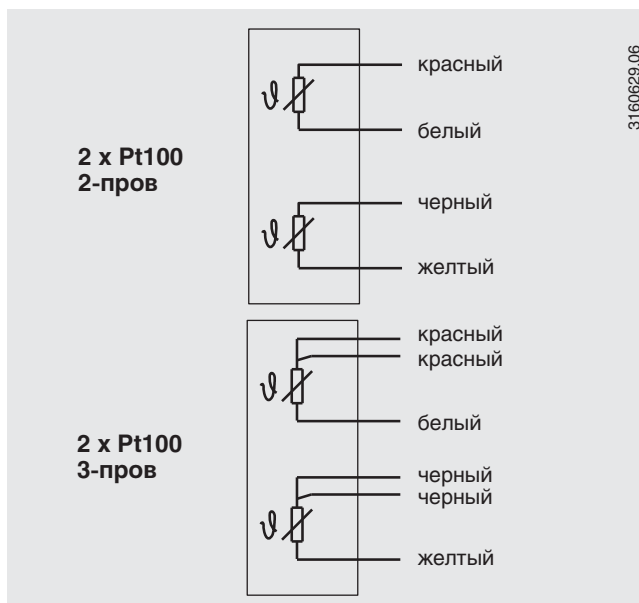 2 x Pt100
2-пров
красный
белый
черный
желтый
2 x Pt100
3-пров
красный
красный
белый
черный
черный
желтый
3160629.06